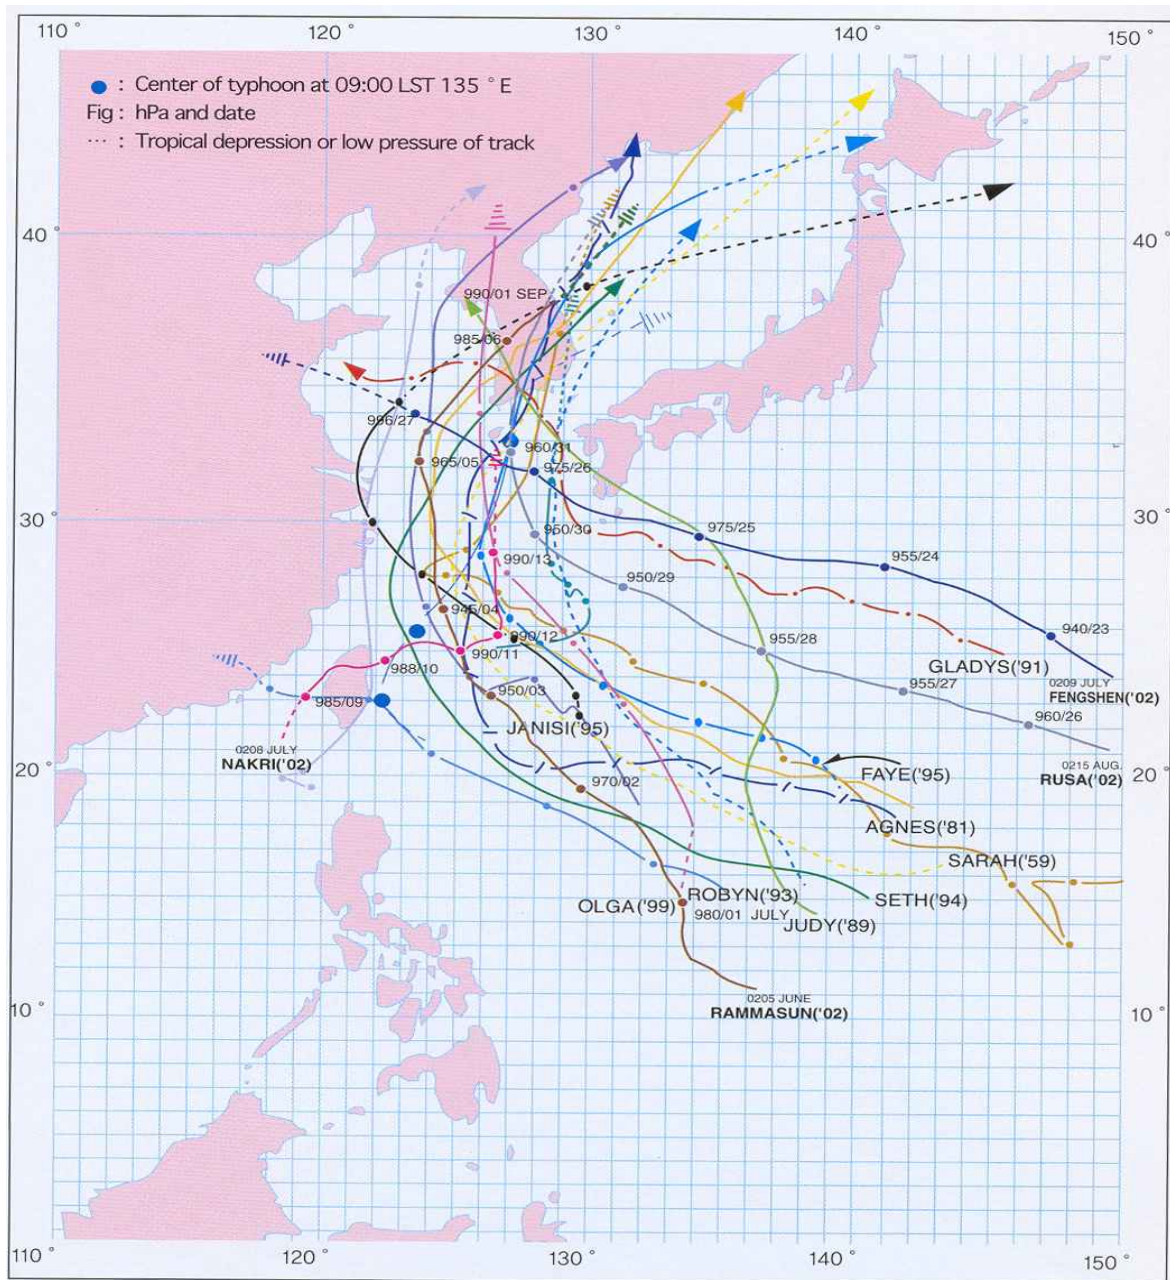 110 ° 120 ° 130 ° 140 ° 150 °
● : Center of typhoon at 09:00 LST 135 ° E
Fig : hPa and date
··· : Tropical depression or low pressure of track
40 ° 40 °
990/01 SEP
985/06
996/27
960/31
965/05
975/26
30 ° 30 °
975/25
950/30
955/24
990/13
950/29
945/04
990/12
940/23
990/11
955/28
988/10
GLADYS('91)
0209 JULY
FENGSHEN('02)
950/03
955/27
985/09
960/26
JANISI('95)
0208 JULY
NAKRI('02)
0215 AUG.
RUSA('02)
20 ° 20 °
FAYE('95)
970/02
AGNES('81)
SARAH('59)
ROBYN('93)
SETH('94)
OLGA('99)
980/01 JULY
JUDY('89)
0205 JUNE
RAMMASUN('02)
10 ° 10 °
110 ° 120 ° 130 ° 140 ° 150 °